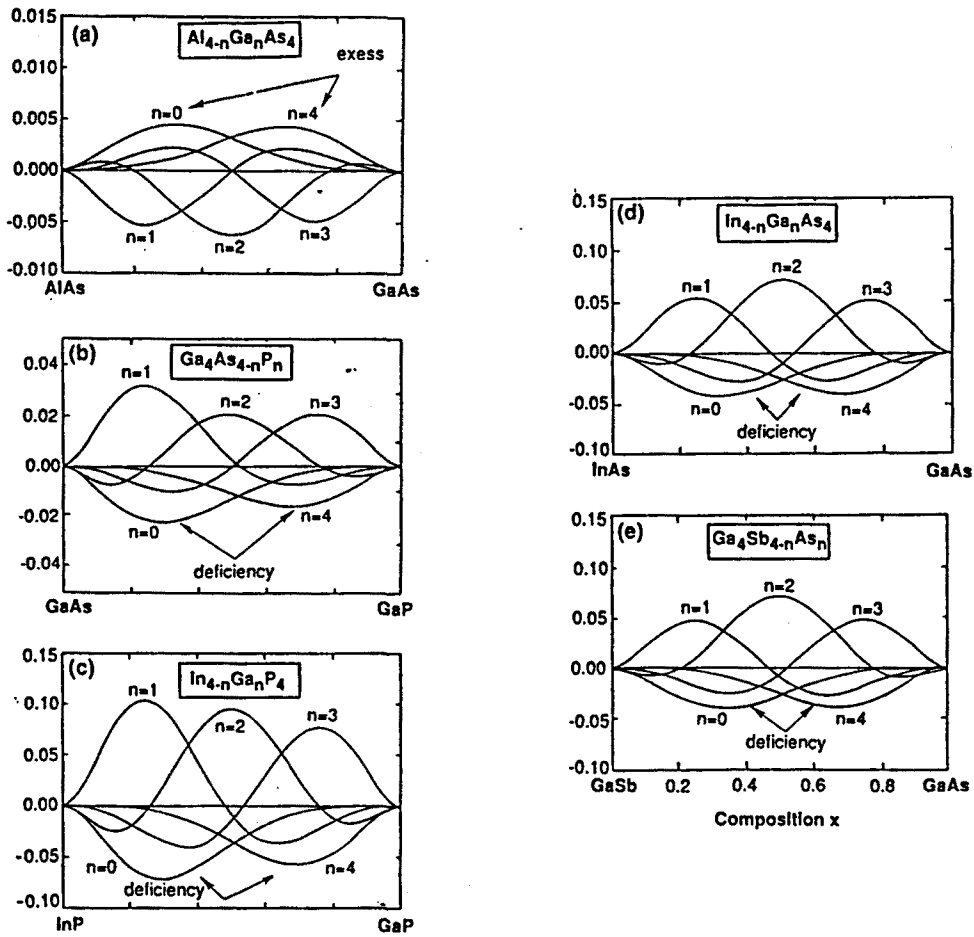 (a)
Al4-nGanAs4
exess
0.015
0.010
0.005
0.000
-0.005
-0.010
n=0
n=4
n=1
n=2
n=3
AlAs
GaAs
(b)
Ga4As4-nPn
0.04
0.02
0.00
-0.02
-0.04
n=1
n=2
n=3
n=0
n=4
deficiency
GaAs
GaP
(c)
In4-nGanP4
0.15
0.10
0.05
0.00
-0.05
-0.10
n=1
n=2
n=3
n=0
n=4
deficiency
InP
GaP
(d)
In4-nGanAs4
0.15
0.10
0.05
0.00
-0.05
-0.10
n=1
n=2
n=3
n=0
n=4
deficiency
InAs
GaAs
(e)
Ga4Sb4-nAsn
0.15
0.10
0.05
0.00
-0.05
-0.10
n=1
n=2
n=3
n=0
n=4
deficiency
GaSb 0.2 0.4 0.6 0.8 GaAs
Composition x